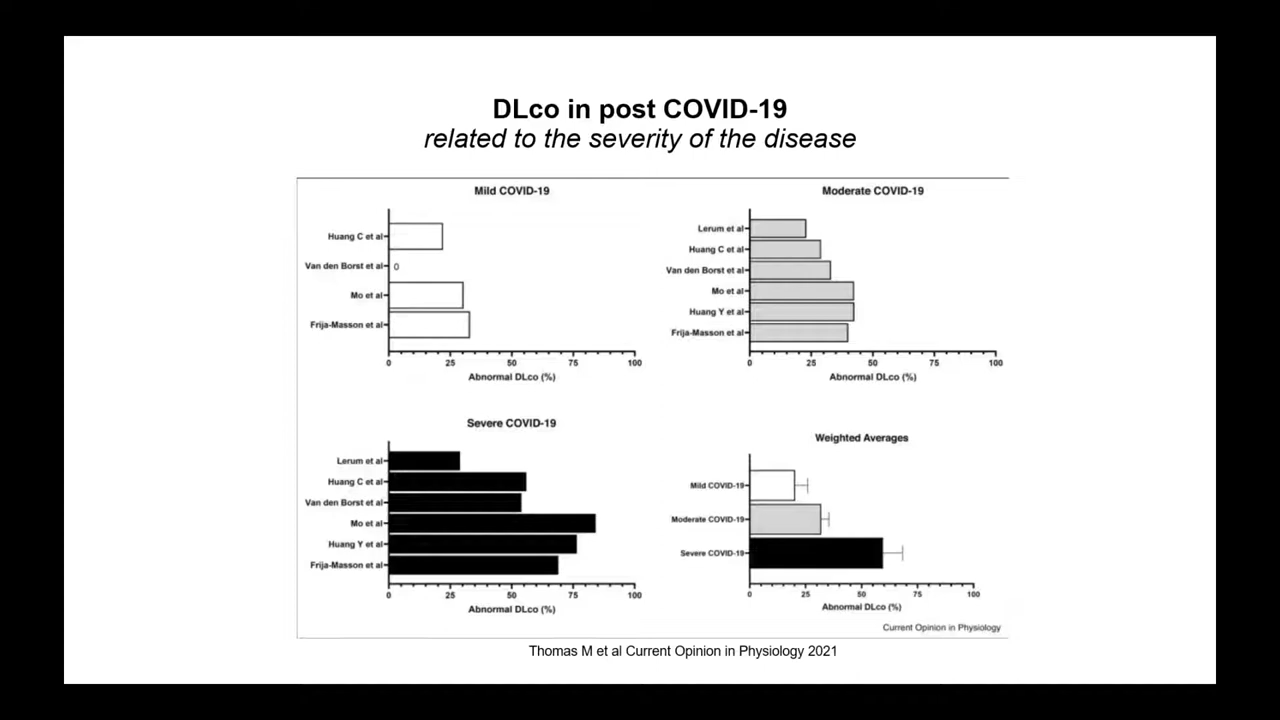 DLco in post COVID-19
related to the severity of the disease
Mild COVID-19
Huang C et al
Van den Borst et al
0
Mo et al
Frija-Masson et al
0 25 50 75 100
Abnormal DLco (%)
Moderate COVID-19
Lerum et al
Huang C et al
Van den Borst et al
Mo et al
Huang Y et al
Frija-Masson et al
0 25 50 75 100
Abnormal DLco (%)
Severe COVID-19
Lerum et al
Huang C et al
Van den Borst et al
Mo et al
Huang Y et al
Frija-Masson et al
0 25 50 75 100
Abnormal DLco (%)
Weighted Averages
Mild COVID-19
Moderate COVID-19
Severe COVID-19
0 25 50 75 100
Abnormal DLco (%)
Current Opinion in Physiology
Thomas M et al Current Opinion in Physiology 2021